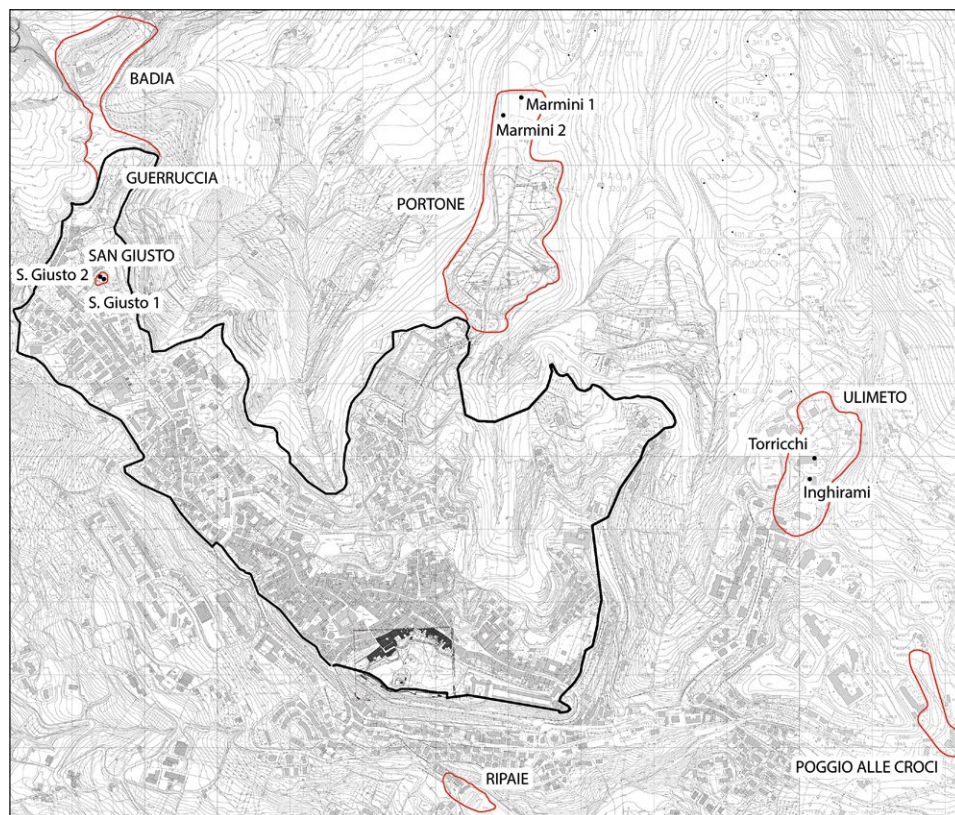 BADIA
Marmini 1
Marmini 2
GUERRUCCIA
PORTONE
SAN GIUSTO
S. Giusto 2
S. Giusto 1
ULIMETO
Torricchi
Inghirami
POGGIO ALLE CROCI
RIPAIE